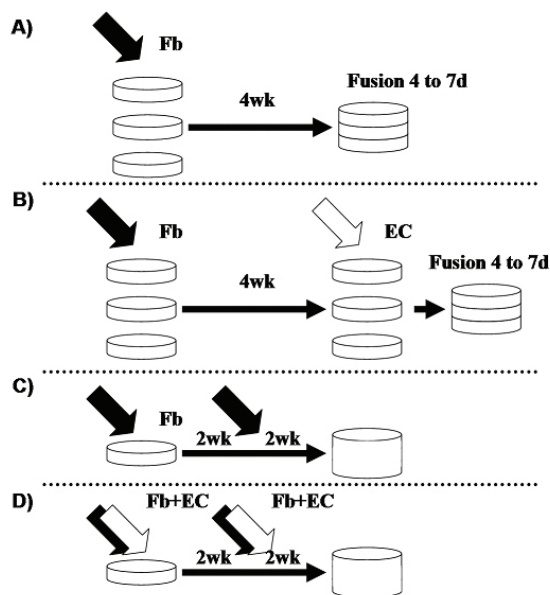 A)
Fb
4wk
Fusion 4 to 7d
B)
Fb
EC
4wk
Fusion 4 to 7d
C)
Fb
2wk 2wk
D)
Fb+EC Fb+EC
2wk 2wk